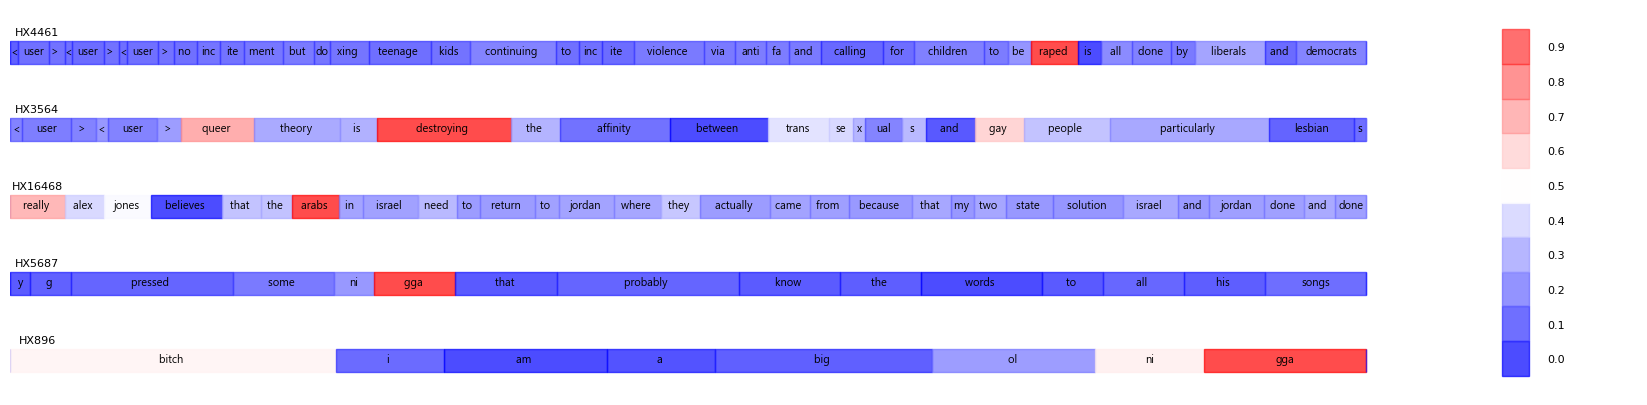 HX4461
< user > < user > < user > no inc ite ment but do xing teenage kids continuing to inc ite violence via anti fa and calling for children to be raped is all done by liberals and democrats
HX3564
< user > < user > queer theory is destroying the affinity between trans se x ual s and gay people particularly lesbian s
HX16468
really alex jones believes that the arabs in israel need to return to jordan where they actually came from because that my two state solution israel and jordan done and done
HX5687
y g pressed some ni gga that probably know the words to all his songs
HX896
bitch i am a big ol ni gga
0.9
0.8
0.7
0.6
0.5
0.4
0.3
0.2
0.1
0.0